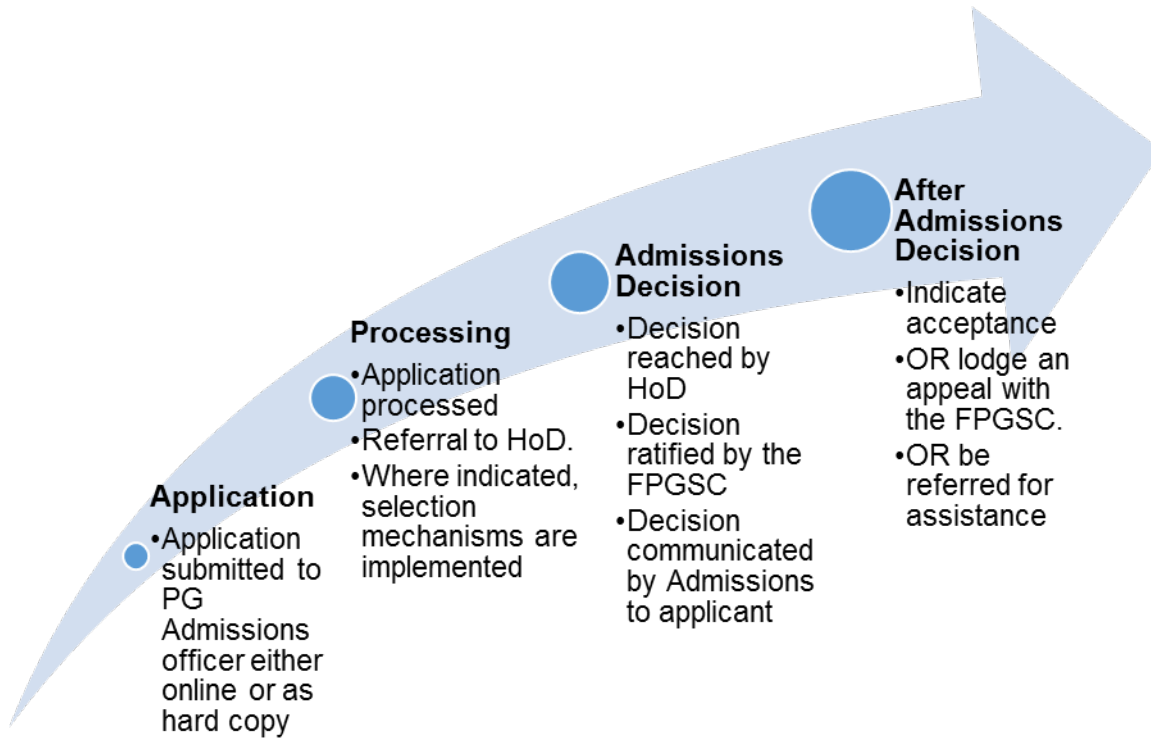 Application
•Application
submitted to
PG
Admissions
officer either
online or as
hard copy
Processing
•Application
processed
•Referral to HoD.
•Where indicated,
selection
mechanisms are
implemented
Admissions
Decision
•Decision
reached by
HoD
•Decision
ratified by the
FPGSC
•Decision
communicated
by Admissions
to applicant
After
Admissions
Decision
•Indicate
acceptance
•OR lodge an
appeal with
the FPGSC.
•OR be
referred for
assistance